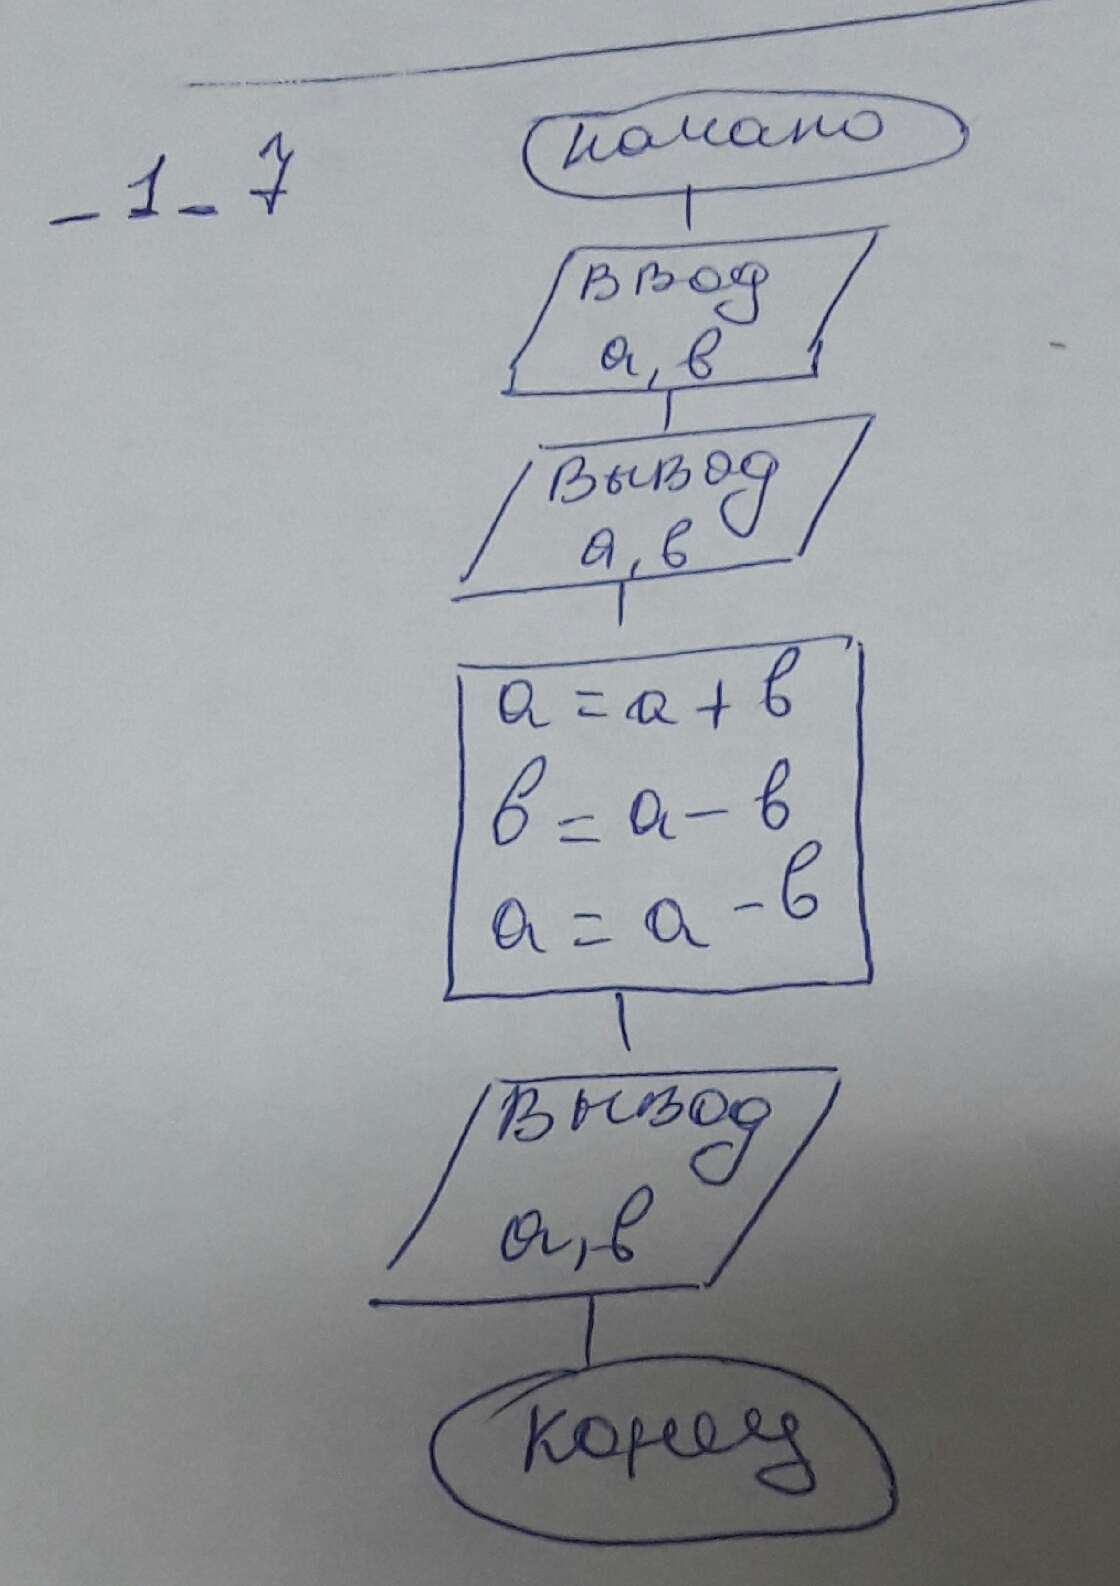 _1_7
начало
ввод
а, в
вывод
а, в
а = а + в
в = а - в
а = а - в
вывод
а, в
конец